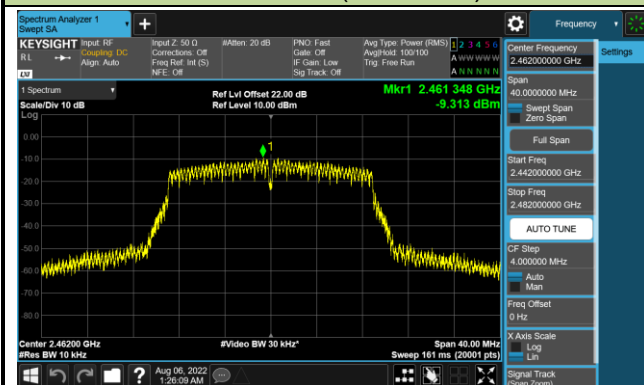 Spectrum Analyzer 1
Swept SA
+
Frequency
KEYSIGHT
Input: RF
Coupling: DC
Align: Auto
Input Z: 50 Ω
Corrections: Off
Freq Ref: Int (S)
NFE: Off
#Atten: 20 dB
PNO: Fast
Gate: Off
IF Gain: Low
Sig Track: Off
Avg Type: Power (RMS)
Avg|Hold: 100/100
Trig: Free Run
1 2 3 4 5 6
A W W W W W
A N N N N N
R L
LXI
1 Spectrum
Scale/Div 10 dB
Log
Ref Lvl Offset 22.00 dB
Ref Level 10.00 dBm
Mkr1 2.461 348 GHz
-9.313 dBm
1
0.00
-10.0
-20.0
-30.0
-40.0
-50.0
-60.0
-70.0
-80.0
Center 2.46200 GHz
#Res BW 10 kHz
#Video BW 30 kHz*
Span 40.00 MHz
Sweep 161 ms (20001 pts)
Center Frequency
2.462000000 GHz
Settings
Span
40.0000000 MHz
Swept Span
Zero Span
Full Span
Start Freq
2.442000000 GHz
Stop Freq
2.482000000 GHz
AUTO TUNE
CF Step
4.000000 MHz
Auto
Man
Freq Offset
0 Hz
X Axis Scale
Log
Lin
Signal Track
(Span Zoom)
?
Aug 06, 2022
1:26:09 AM